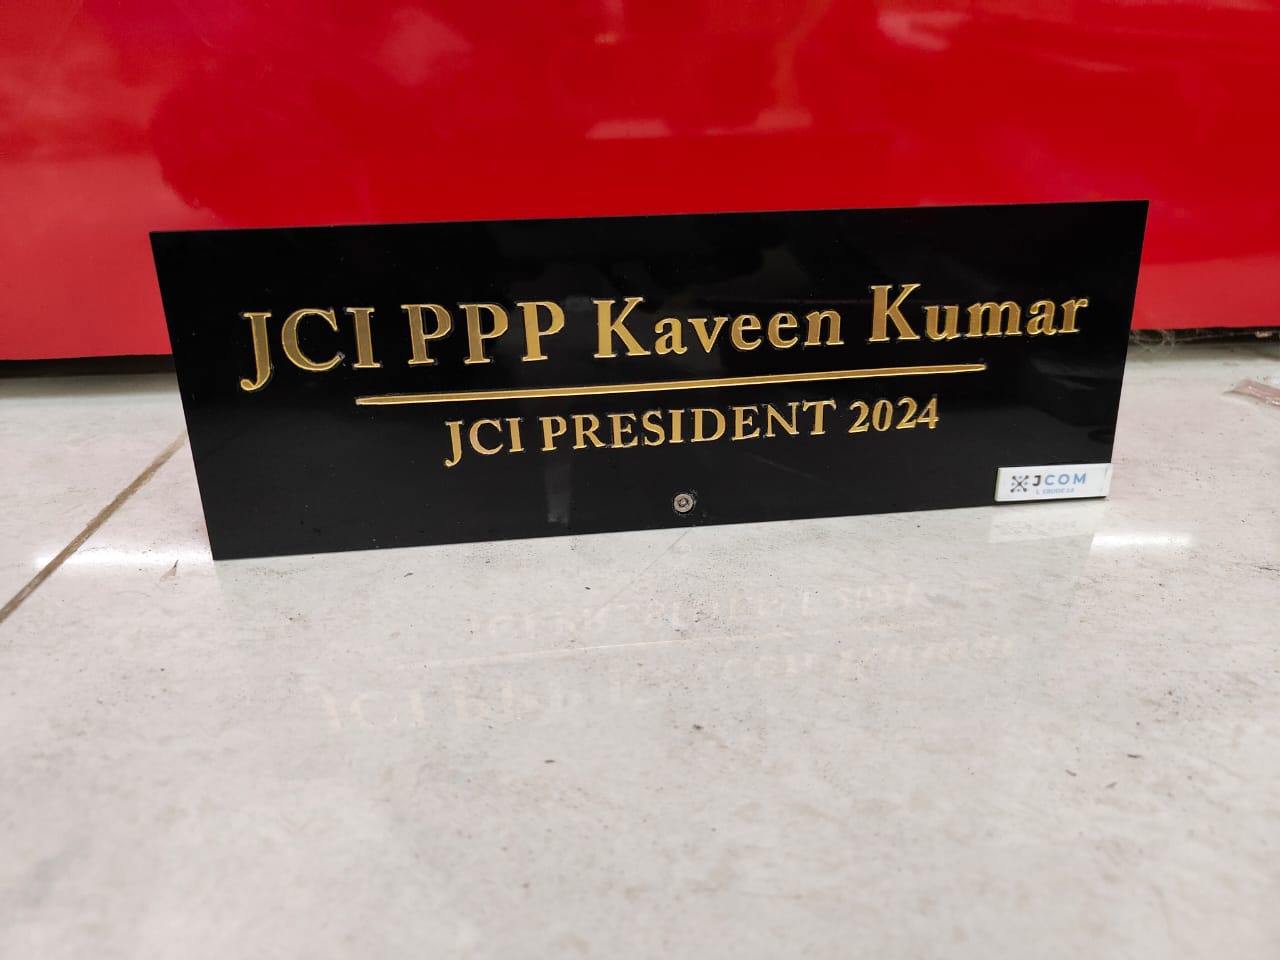 JCI PPP Kaveen Kumar
JCI PRESIDENT 2024
JCOM